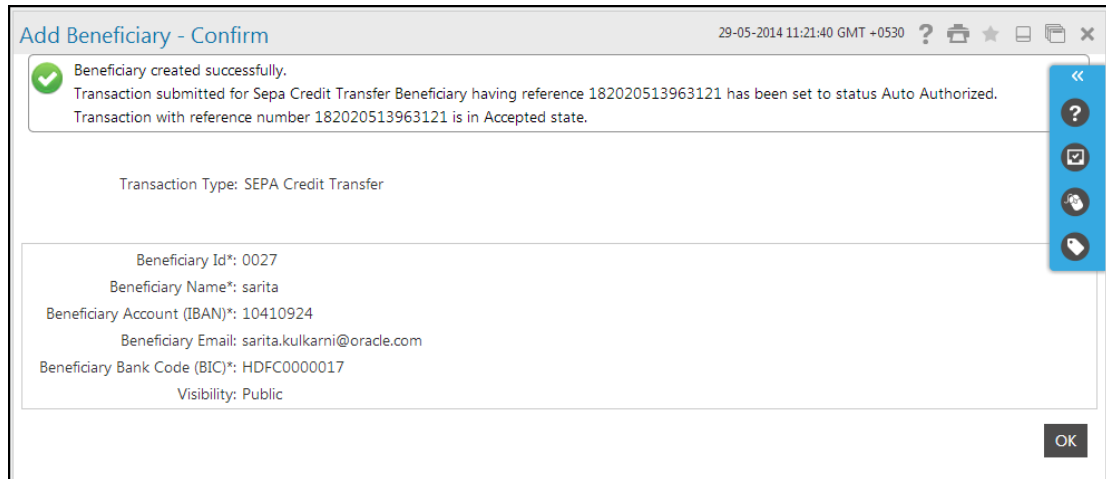 Add Beneficiary - Confirm
29-05-2014 11:21:40 GMT +0530
Beneficiary created successfully.
Transaction submitted for Sepa Credit Transfer Beneficiary having reference 182020513963121 has been set to status Auto Authorized.
Transaction with reference number 182020513963121 is in Accepted state.
Transaction Type: SEPA Credit Transfer
Beneficiary Id*: 0027
Beneficiary Name*: sarita
Beneficiary Account (IBAN)*: 10410924
Beneficiary Email: sarita.kulkarni@oracle.com
Beneficiary Bank Code (BIC)*: HDFC0000017
Visibility: Public
OK